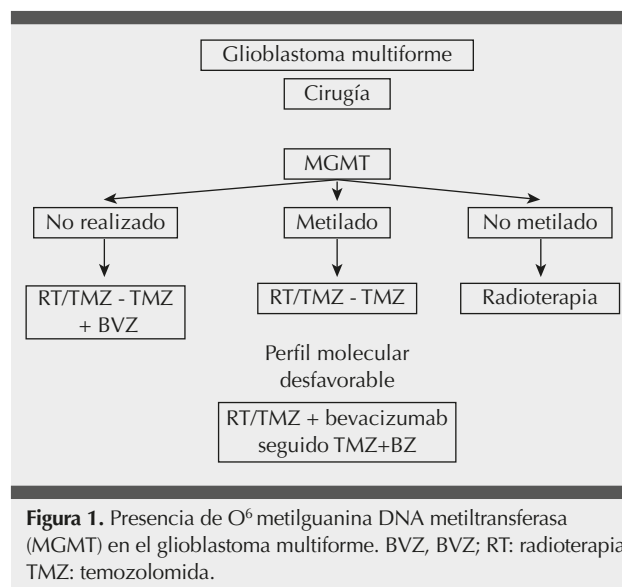 Glioblastoma multiforme
Cirugía
MGMT
No realizado Metilado No metilado
RT/TMZ - TMZ
+ BVZ
RT/TMZ - TMZ
Radioterapia
Perfil molecular
desfavorable
RT/TMZ + bevacizumab
seguido TMZ+BZ
Figura 1. Presencia de O⁶ metilguanina DNA metiltransferasa
(MGMT) en el glioblastoma multiforme. BVZ, BVZ; RT: radioterapia
TMZ: temozolomida.